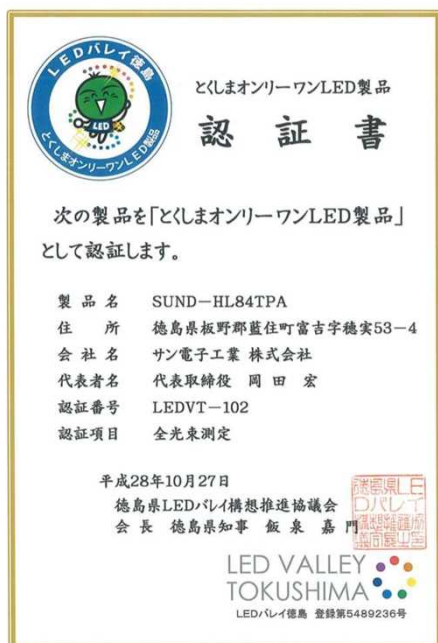 LEDバレイ徳島
LED
とくしまオンリーワンLED製品
とくしまオンリーワンLED製品
認証書
次の製品を「とくしまオンリーワンLED製品」
として認証します。
製品名 SUND-HL84TPA
住所 徳島県板野郡藍住町富吉字穂実53-4
会社名 サン電子工業 株式会社
代表者名 代表取締役 岡田 宏
認証番号 LEDVT-102
認証項目 全光束測定
平成28年10月27日
徳島県LEDバレイ構想推進協議会
会長 徳島県知事 飯泉嘉門
LED VALLEY
TOKUSHIMA
LEDバレイ徳島 登録第5489236号